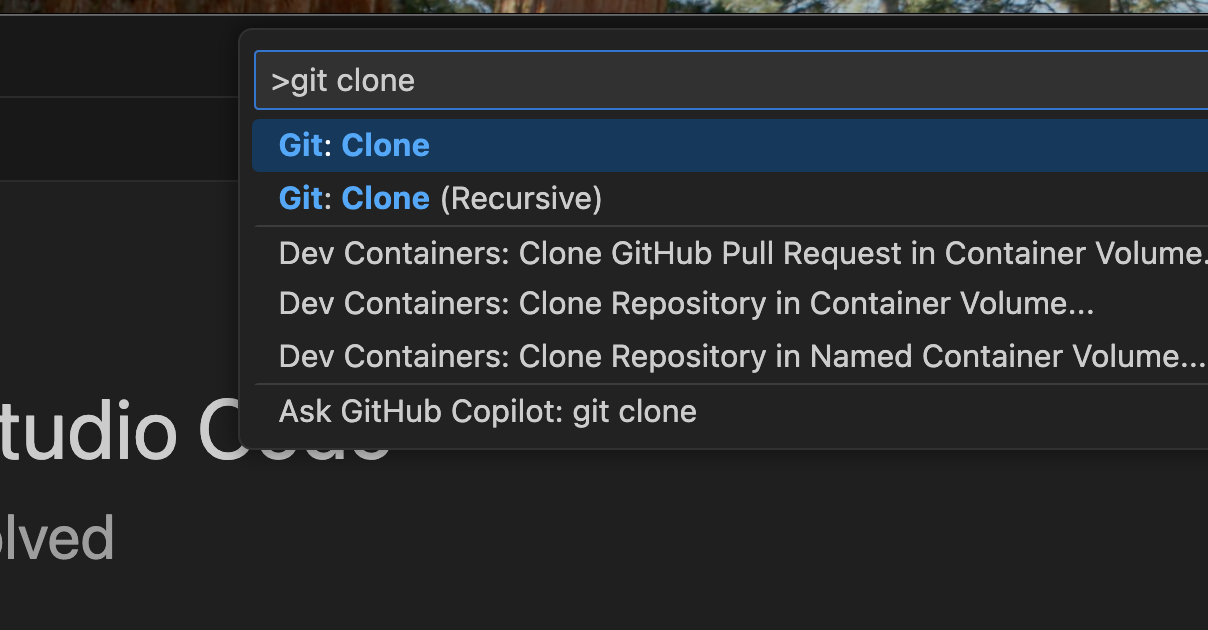 >git clone
Git: Clone
Git: Clone (Recursive)
Dev Containers: Clone GitHub Pull Request in Container Volume.
Dev Containers: Clone Repository in Container Volume...
Dev Containers: Clone Repository in Named Container Volume...
Ask GitHub Copilot: git clone
tudio Code
olved